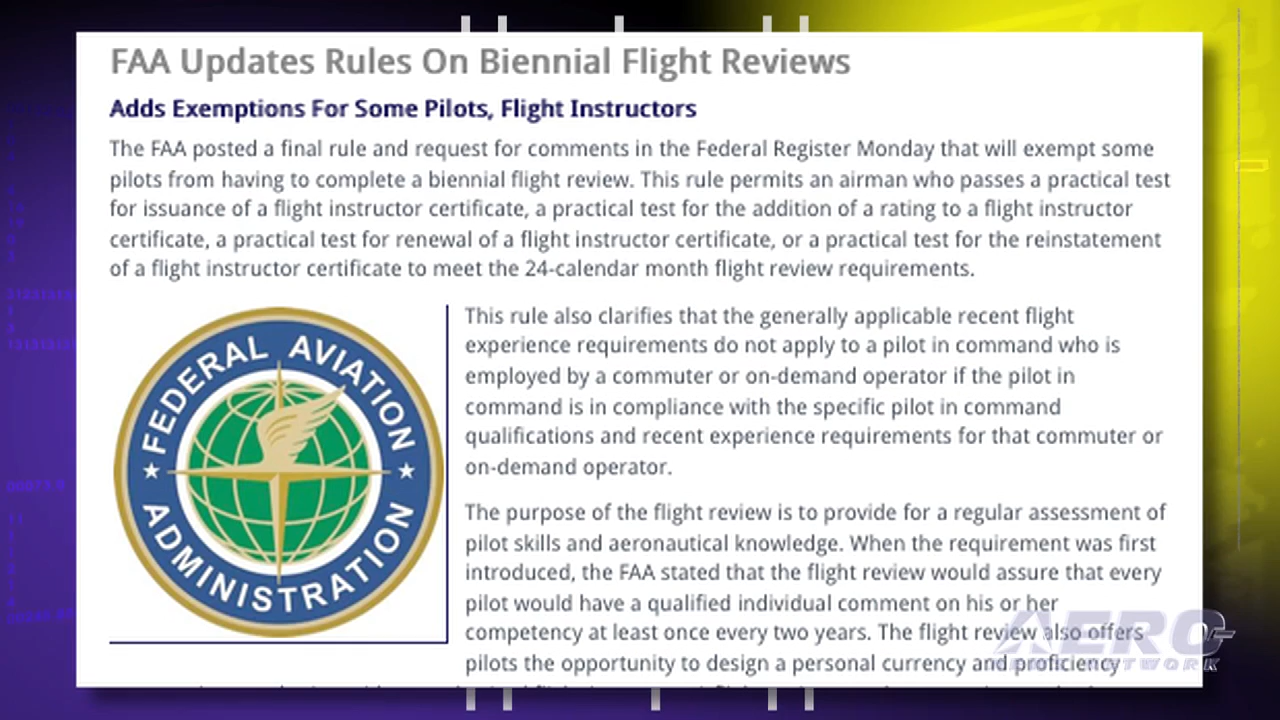 FAA Updates Rules On Biennial Flight Reviews
Adds Exemptions For Some Pilots, Flight Instructors
The FAA posted a final rule and request for comments in the Federal Register Monday that will exempt some
pilots from having to complete a biennial flight review. This rule permits an airman who passes a practical test
for issuance of a flight instructor certificate, a practical test for the addition of a rating to a flight instructor
certificate, a practical test for renewal of a flight instructor certificate, or a practical test for the reinstatement
of a flight instructor certificate to meet the 24-calendar month flight review requirements.
FEDERAL AVIATION
ADMINISTRATION
This rule also clarifies that the generally applicable recent flight
experience requirements do not apply to a pilot in command who is
employed by a commuter or on-demand operator if the pilot in
command is in compliance with the specific pilot in command
qualifications and recent experience requirements for that commuter or
on-demand operator.
The purpose of the flight review is to provide for a regular assessment of
pilot skills and aeronautical knowledge. When the requirement was first
introduced, the FAA stated that the flight review would assure that every
pilot would have a qualified individual comment on his or her
competency at least once every two years. The flight review also offers
pilots the opportunity to design a personal currency and proficiency
AERO
NETWORK